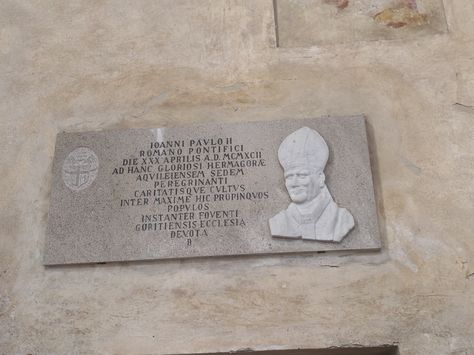 IOANNI PAVLO II
ROMANO PONTIFICI
DIE XXX APRILIS A.D. MCMXCII
AD HANC GLORIOSI HERMAGORÆ
AQVILEIENSEM SEDEM
PEREGRINANTI
CARITATISQVE CVLTVS
INTER MAXIME HIC PROPINQVOS
POPVLOS
INSTANTER FOVENTI
GORITIENSIS ECCLESIA
DEVOTA
D